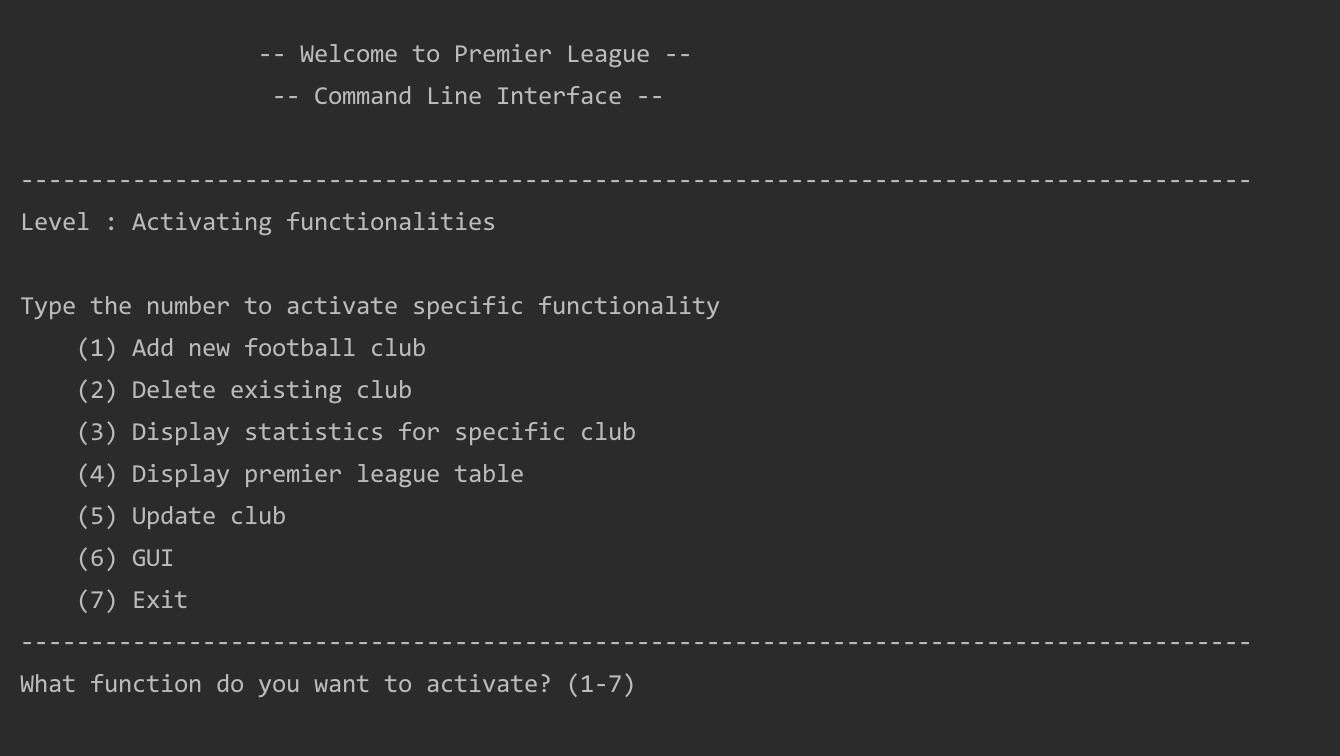 -- Welcome to Premier League --
-- Command Line Interface --
----------------------------------------------------------------------------------------
Level : Activating functionalities
Type the number to activate specific functionality
(1) Add new football club
(2) Delete existing club
(3) Display statistics for specific club
(4) Display premier league table
(5) Update club
(6) GUI
(7) Exit
----------------------------------------------------------------------------------------
What function do you want to activate? (1-7)